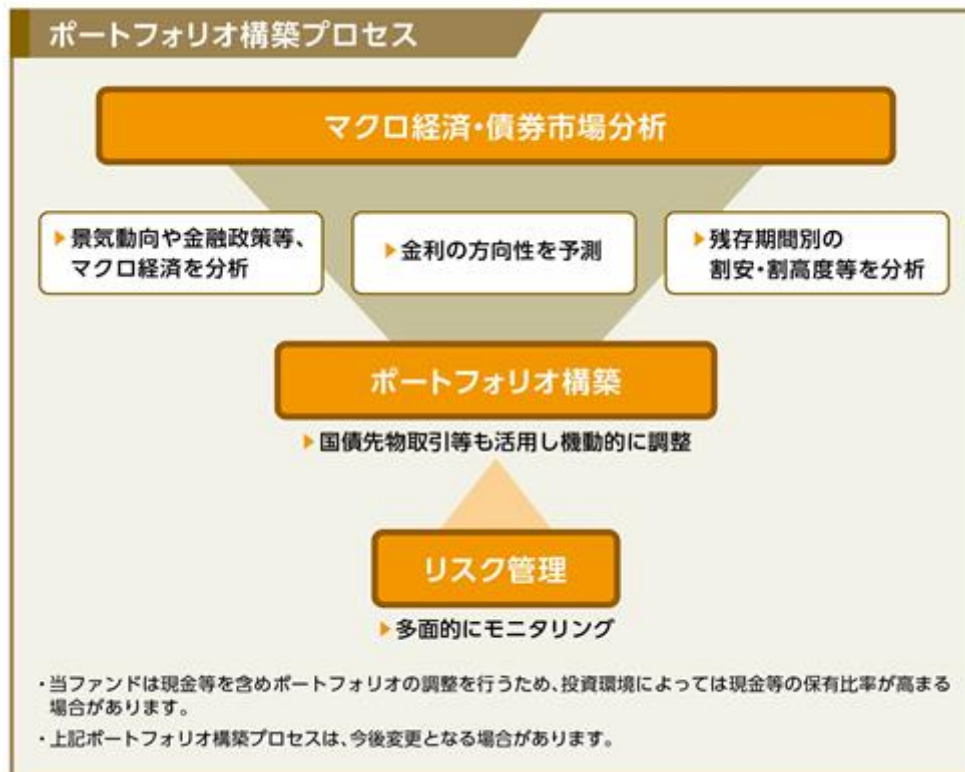 ポートフォリオ構築プロセス
マクロ経済・債券市場分析
▶景気動向や金融政策等、
マクロ経済を分析
▶金利の方向性を予測
▶残存期間別の
割安・割高度等を分析
ポートフォリオ構築
▶国債先物取引等も活用し機動的に調整
リスク管理
▶多面的にモニタリング
・当ファンドは現金等を含めポートフォリオの調整を行うため、投資環境によっては現金等の保有比率が高まる
場合があります。
・上記ポートフォリオ構築プロセスは、今後変更となる場合があります。